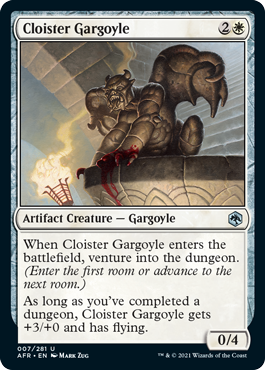 Cloister Gargoyle 2
Artifact Creature — Gargoyle
When Cloister Gargoyle enters the
battlefield, venture into the dungeon.
(Enter the first room or advance to the
next room.)
As long as you've completed a
dungeon, Cloister Gargoyle gets
+3/+0 and has flying.
0/4
007/281 U
AFR • EN Mark Zug
™ & © 2021 Wizards of the Coast